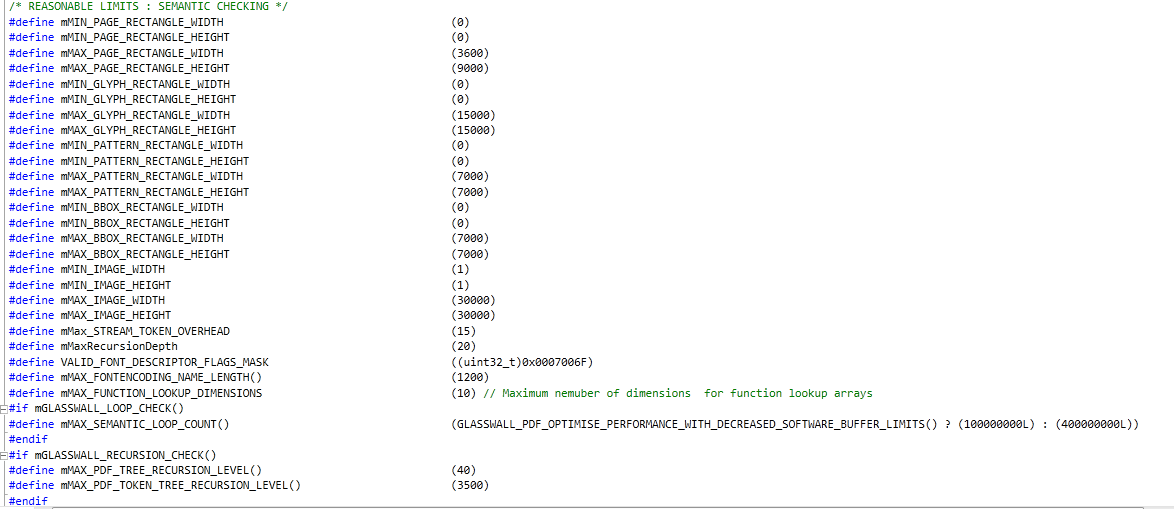 /* REASONABLE LIMITS : SEMANTIC CHECKING */
#define mMIN_PAGE_RECTANGLE_WIDTH (0)
#define mMIN_PAGE_RECTANGLE_HEIGHT (0)
#define mMAX_PAGE_RECTANGLE_WIDTH (3600)
#define mMAX_PAGE_RECTANGLE_HEIGHT (9000)
#define mMIN_GLYPH_RECTANGLE_WIDTH (0)
#define mMIN_GLYPH_RECTANGLE_HEIGHT (0)
#define mMAX_GLYPH_RECTANGLE_WIDTH (15000)
#define mMAX_GLYPH_RECTANGLE_HEIGHT (15000)
#define mMIN_PATTERN_RECTANGLE_WIDTH (0)
#define mMIN_PATTERN_RECTANGLE_HEIGHT (0)
#define mMAX_PATTERN_RECTANGLE_WIDTH (7000)
#define mMAX_PATTERN_RECTANGLE_HEIGHT (7000)
#define mMIN_BBOX_RECTANGLE_WIDTH (0)
#define mMIN_BBOX_RECTANGLE_HEIGHT (0)
#define mMAX_BBOX_RECTANGLE_WIDTH (7000)
#define mMAX_BBOX_RECTANGLE_HEIGHT (7000)
#define mMIN_IMAGE_WIDTH (1)
#define mMIN_IMAGE_HEIGHT (1)
#define mMAX_IMAGE_WIDTH (30000)
#define mMAX_IMAGE_HEIGHT (30000)
#define mMax_STREAM_TOKEN_OVERHEAD (15)
#define mMaxRecursionDepth (20)
#define VALID_FONT_DESCRIPTOR_FLAGS_MASK ((uint32_t)0x0007006F)
#define mMAX_FONTENCODING_NAME_LENGTH() (1200)
#define mMAX_FUNCTION_LOOKUP_DIMENSIONS (10) // Maximum nemuber of dimensions  for function lookup arrays
#if mGLASSWALL_LOOP_CHECK()
#define mMAX_SEMANTIC_LOOP_COUNT() (GLASSWALL_PDF_OPTIMISE_PERFORMANCE_WITH_DECREASED_SOFTWARE_BUFFER_LIMITS() ? (100000000L) : (400000000L))
#endif
#if mGLASSWALL_RECURSION_CHECK()
#define mMAX_PDF_TREE_RECURSION_LEVEL() (40)
#define mMAX_PDF_TOKEN_TREE_RECURSION_LEVEL() (3500)
#endif